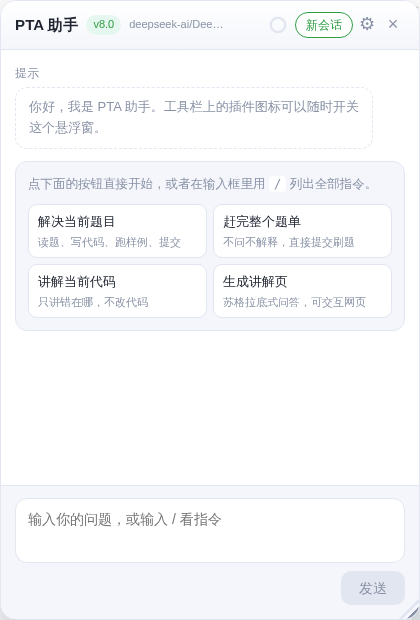 PTA 助手 v8.0 deepseek-ai/Dee… 新会话
提示
你好，我是 PTA 助手。工具栏上的插件图标可以随时开关
这个悬浮窗。
点下面的按钮直接开始，或者在输入框里用 / 列出全部指令。
解决当前题目
读题、写代码、跑样例、提交
赶完整个题单
不问不解释，直接提交刷题
讲解当前代码
只讲错在哪，不改代码
生成讲解页
苏格拉底式问答，可交互网页
输入你的问题，或输入 / 看指令
发送